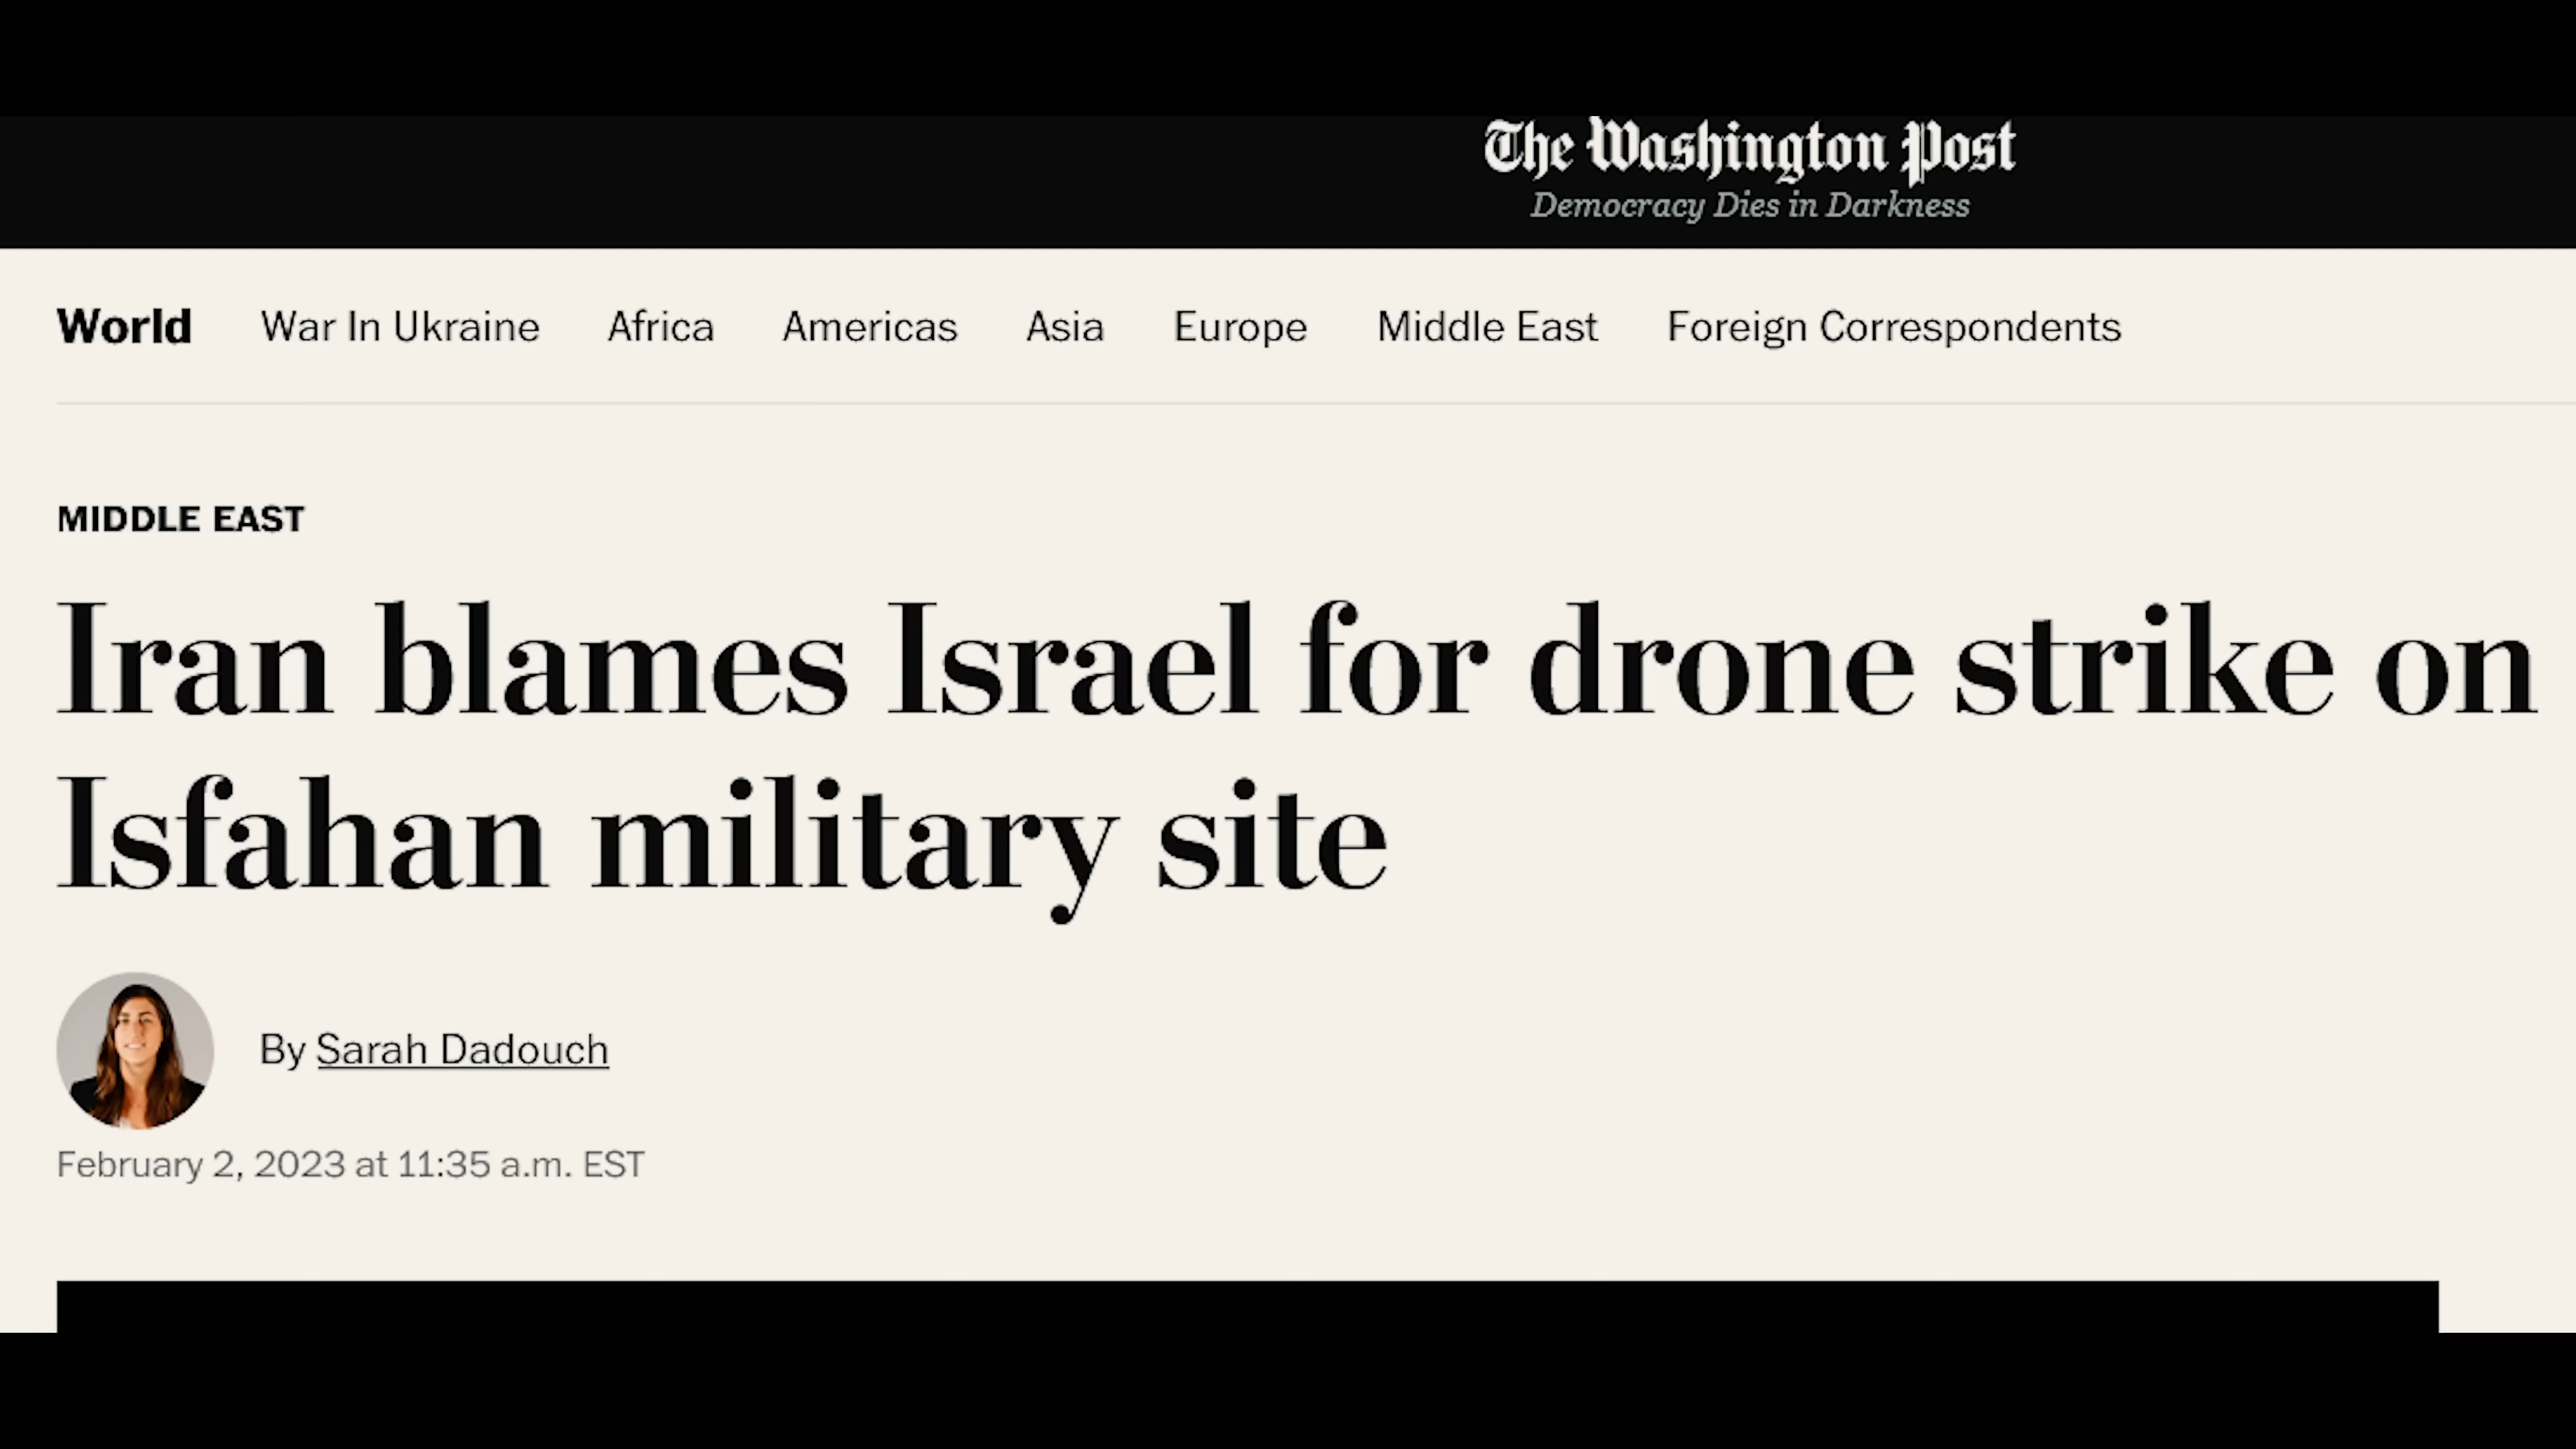 The Washington Post
Democracy Dies in Darkness
World War In Ukraine Africa Americas Asia Europe Middle East Foreign Correspondents
MIDDLE EAST
Iran blames Israel for drone strike on
Isfahan military site
By Sarah Dadouch
February 2, 2023 at 11:35 a.m. EST